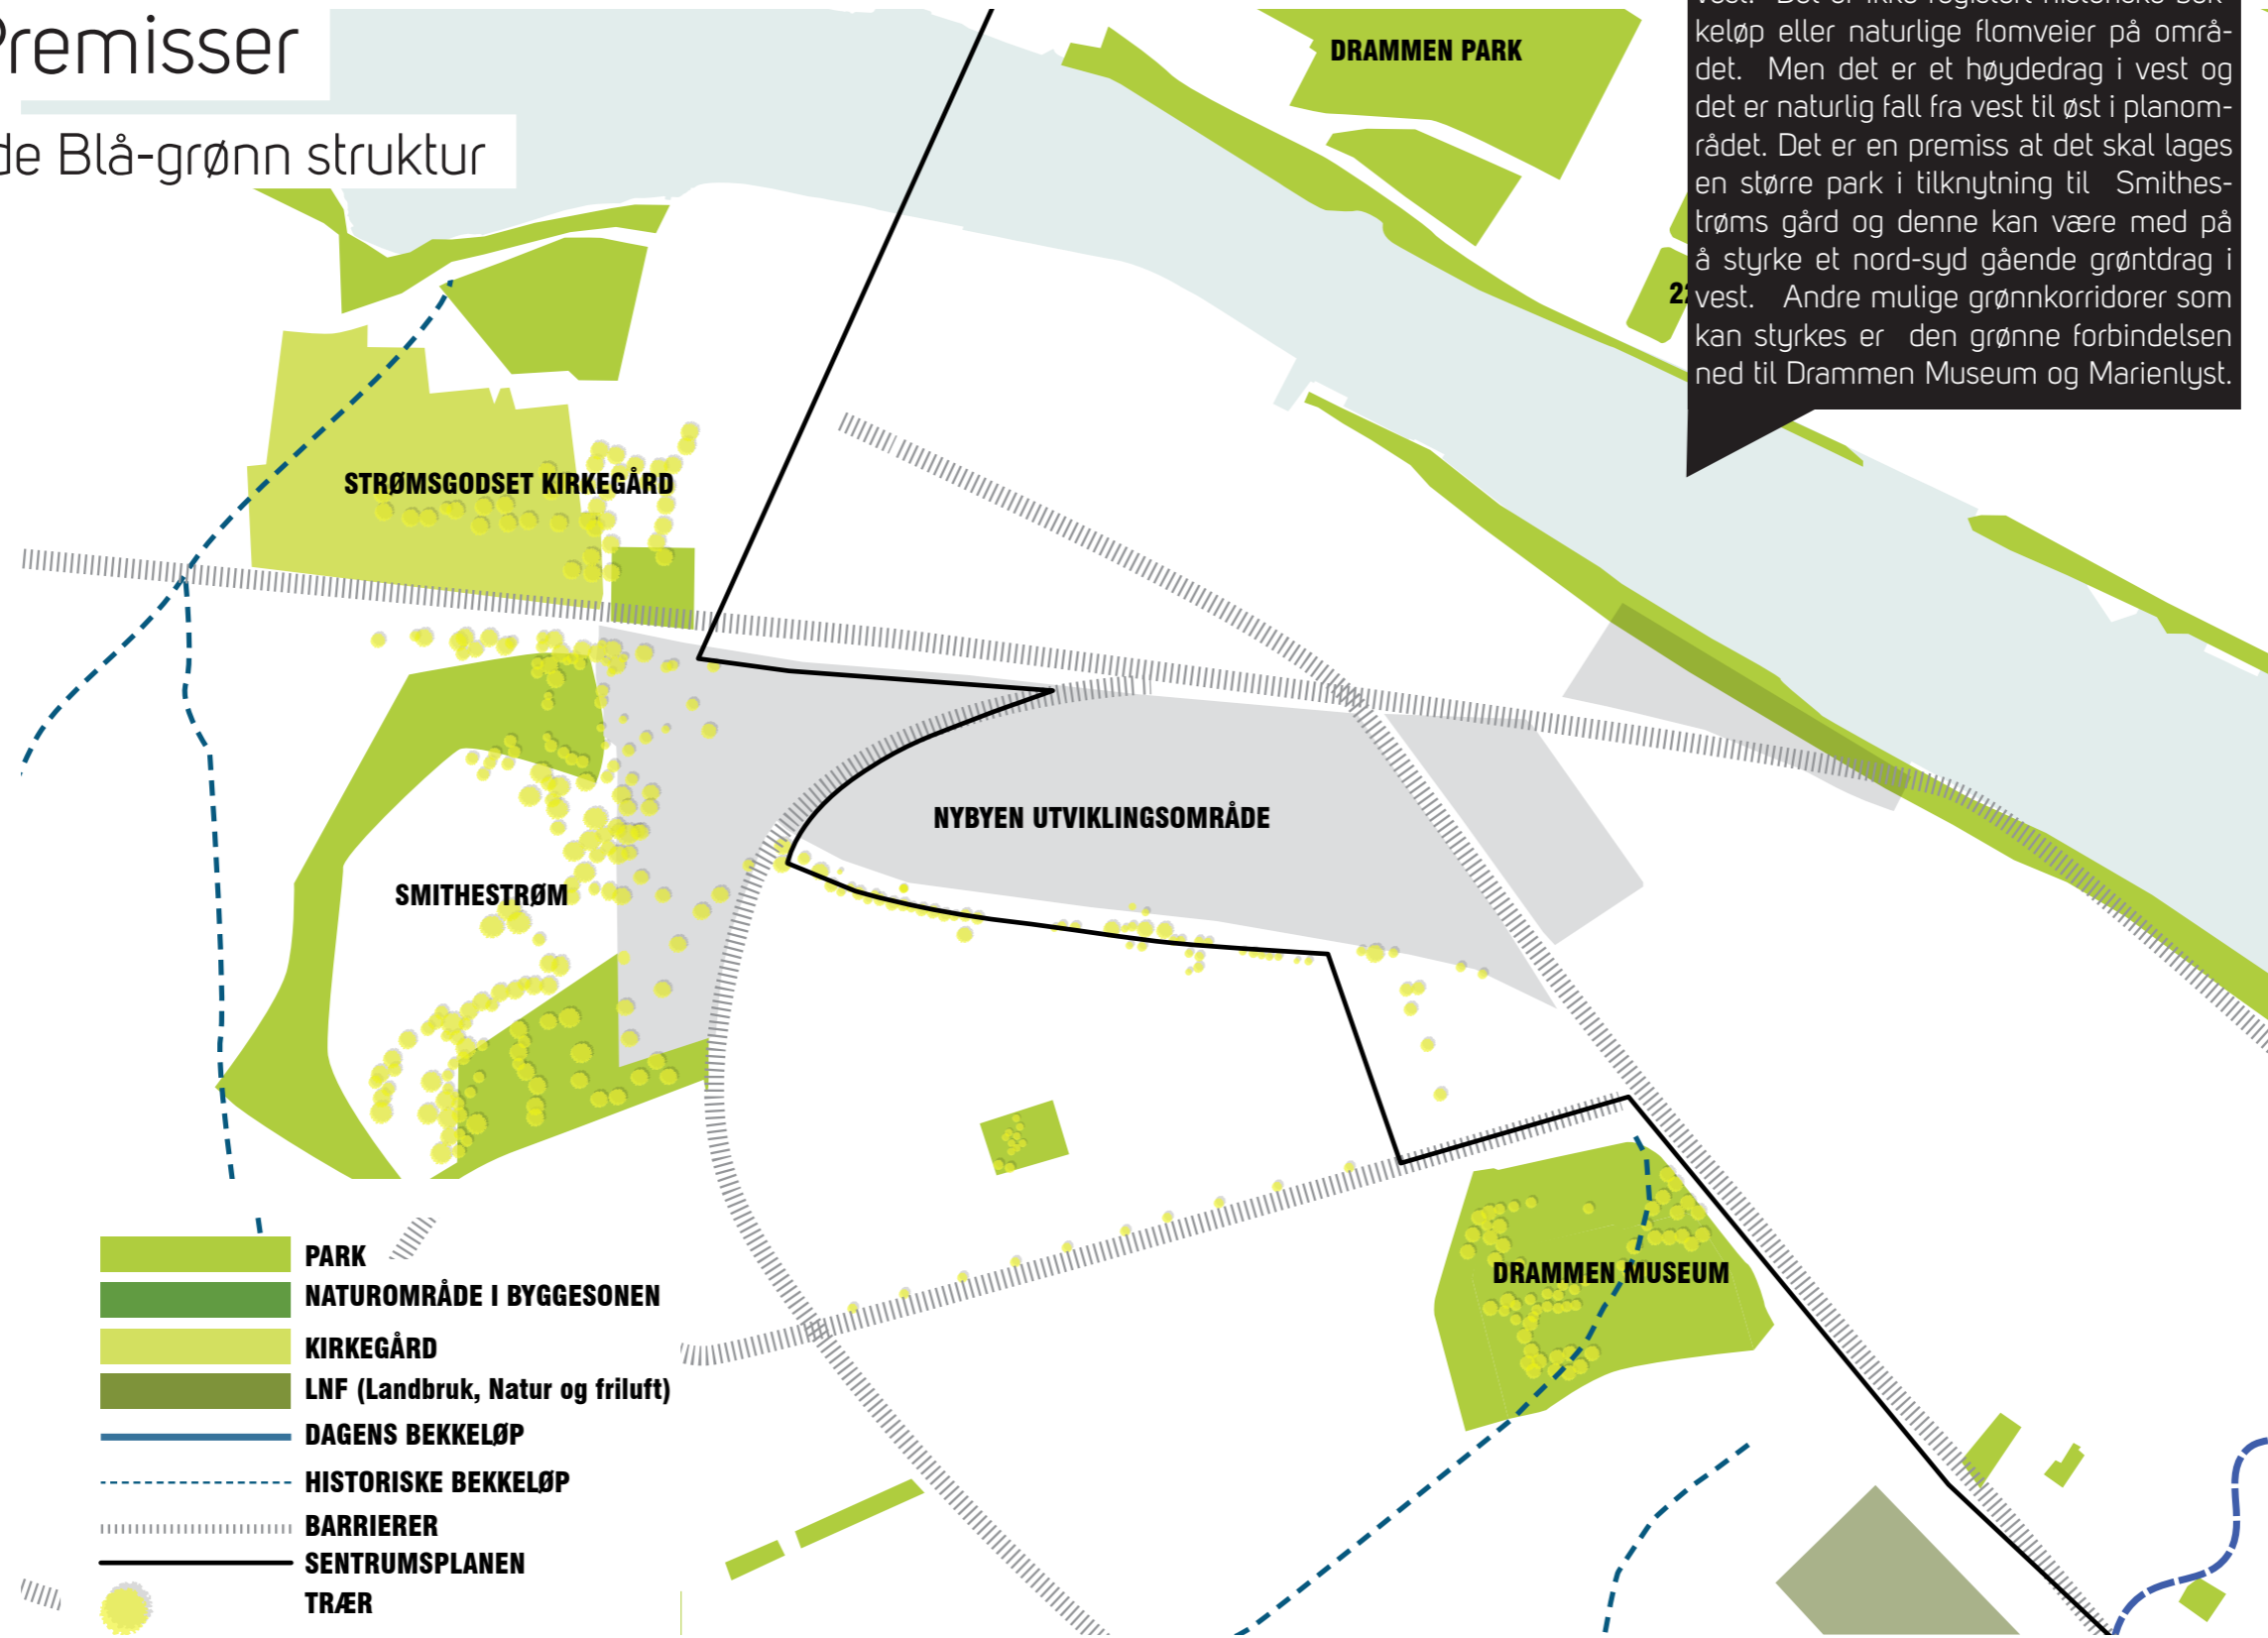 Premisser
de Blå-grønn struktur
keløp eller naturlige flomveier på områ-
det. Men det er et høydedrag i vest og
det er naturlig fall fra vest til øst i planom-
rådet. Det er en premiss at det skal lages
en større park i tilknytning til Smithes-
trøms gård og denne kan være med på
å styrke et nord-syd gående grøntdrag i
vest. Andre mulige grønnkorridorer som
kan styrkes er den grønne forbindelsen
ned til Drammen Museum og Marienlyst.
DRAMMEN PARK
22
STRØMSGODSET KIRKEGÅRD
NYBYEN UTVIKLINGSOMRÅDE
SMITHESTRØM
DRAMMEN MUSEUM
PARK
NATUROMRÅDE I BYGGESONEN
KIRKEGÅRD
LNF (Landbruk, Natur og friluft)
DAGENS BEKKELØP
HISTORISKE BEKKELØP
BARRIERER
SENTRUMSPLANEN
TRÆR